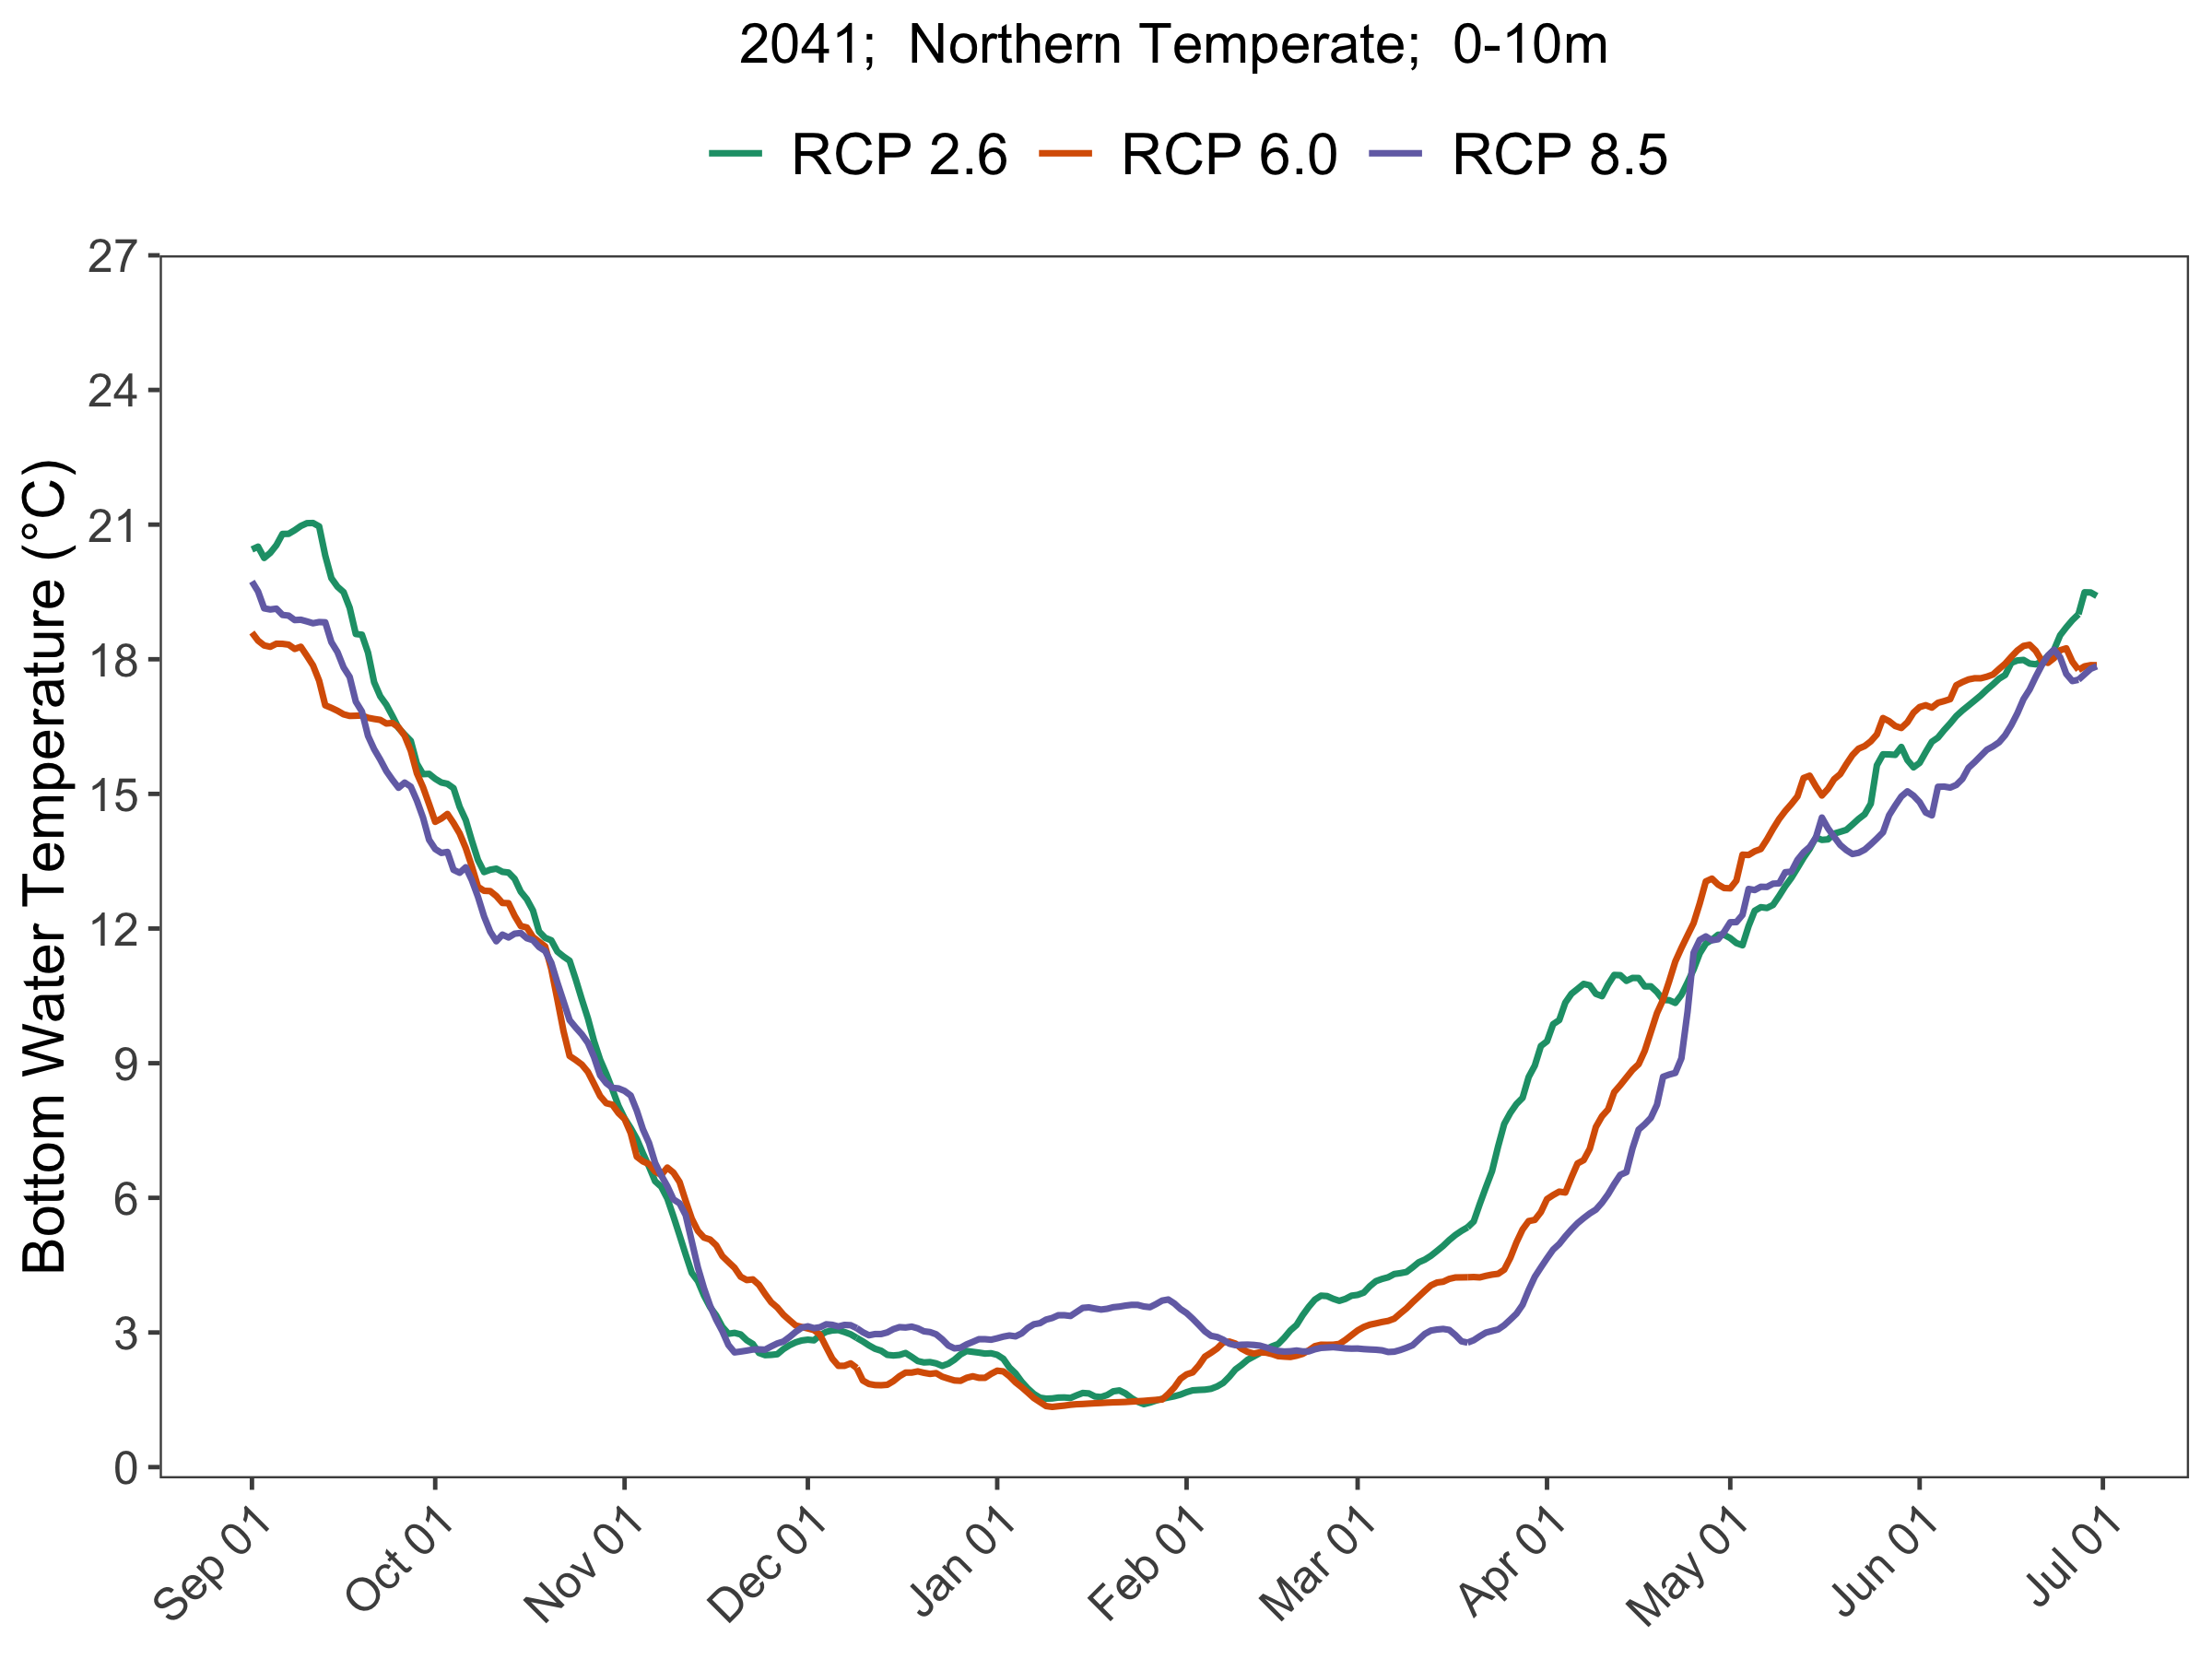 2041; Northern Temperate; 0-10m
RCP 2.6 RCP 6.0 RCP 8.5
Bottom Water Temperature (°C)
27
24
21
18
15
12
9
6
3
0
Sep 01
Oct 01
Nov 01
Dec 01
Jan 01
Feb 01
Mar 01
Apr 01
May 01
Jun 01
Jul 01